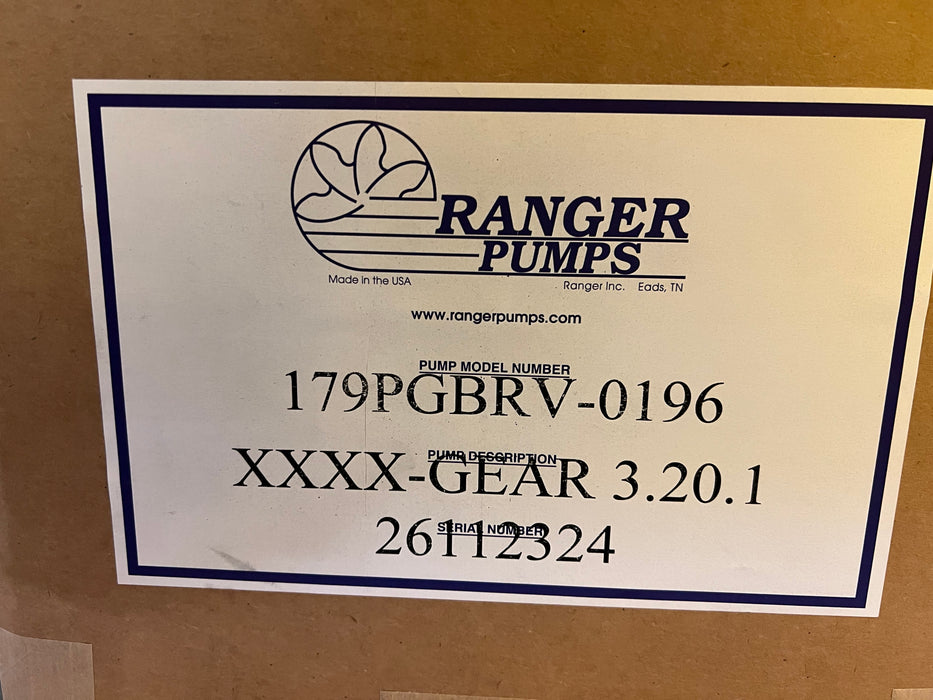 RANGER
PUMPS
Made in the USA
Ranger Inc. Eads, TN
www.rangerpumps.com
PUMP MODEL NUMBER
179PGBRV-0196
PUMP DESCRIPTION
XXXX-GEAR 3.20.1
SERIAL NUMBER
26112324